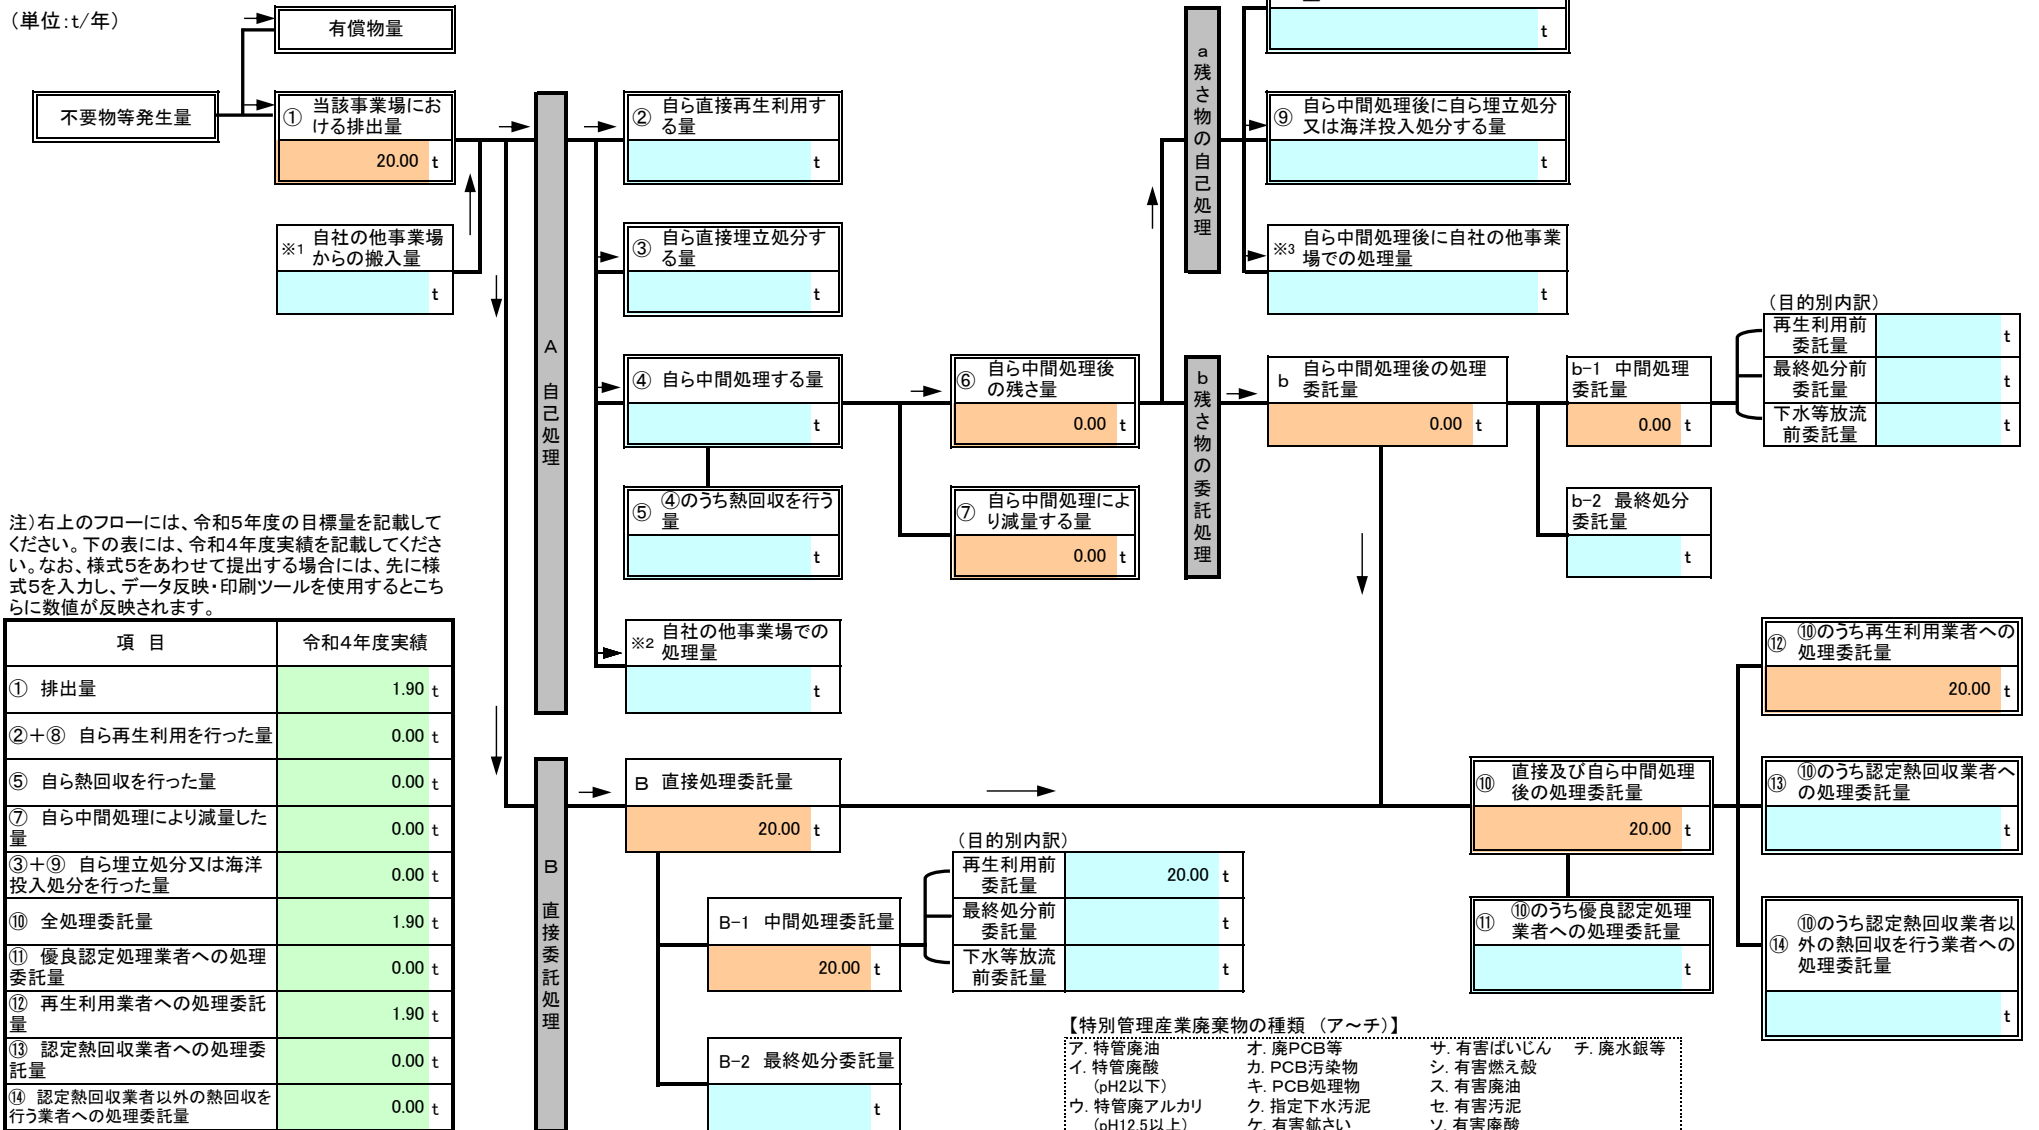 （単位:ｔ/年）
有償物量
不要物等発生量
① 当該事業場における排出量
20.00 t
※1 自社の他事業場からの搬入量
t
A 自己処理
② 自ら直接再生利用する量
t
③ 自ら直接埋立処分する量
t
④ 自ら中間処理する量
t
⑤ ④のうち熱回収を行う量
t
※2 自社の他事業場での処理量
t
⑥ 自ら中間処理後の残さ量
0.00 t
⑦ 自ら中間処理により減量する量
0.00 t
a 残さ物の自己処理
t
⑨ 自ら中間処理後に自ら埋立処分又は海洋投入処分する量
t
※3 自ら中間処理後に自社の他事業場での処理量
t
b 残さ物の委託処理
b 自ら中間処理後の処理委託量
0.00 t
b-1 中間処理委託量
0.00 t
（目的別内訳）
再生利用前委託量 t
最終処分前委託量 t
下水等放流前委託量 t
b-2 最終処分委託量
t
注）右上のフローには、令和５年度の目標量を記載して
ください。下の表には、令和４年度実績を記載してくださ
い。なお、様式５をあわせて提出する場合には、先に様
式５を入力し、データ反映・印刷ツールを使用するとこち
らに数値が反映されます。
項 目 令和４年度実績
① 排出量 1.90 t
②＋⑧ 自ら再生利用を行った量 0.00 t
⑤ 自ら熱回収を行った量 0.00 t
⑦ 自ら中間処理により減量した量 0.00 t
③＋⑨ 自ら埋立処分又は海洋投入処分を行った量 0.00 t
⑩ 全処理委託量 1.90 t
⑪ 優良認定処理業者への処理委託量 0.00 t
⑫ 再生利用業者への処理委託量 1.90 t
⑬ 認定熱回収業者への処理委託量 0.00 t
⑭ 認定熱回収業者以外の熱回収を行う業者への処理委託量 0.00 t
B 直接委託処理
B 直接処理委託量
20.00 t
B-1 中間処理委託量
20.00 t
（目的別内訳）
再生利用前委託量 20.00 t
最終処分前委託量 t
下水等放流前委託量 t
B-2 最終処分委託量
t
⑩ 直接及び自ら中間処理後の処理委託量
20.00 t
⑪ ⑩のうち優良認定処理業者への処理委託量
t
⑫ ⑩のうち再生利用業者への処理委託量
20.00 t
⑬ ⑩のうち認定熱回収業者への処理委託量
t
⑭ ⑩のうち認定熱回収業者以外の熱回収を行う業者への処理委託量
t
【特別管理産業廃棄物の種類 （ア～チ）】
ア. 特管廃油 オ. 廃PCB等 サ. 有害ばいじん チ. 廃水銀等
イ. 特管廃酸 カ. PCB汚染物 シ. 有害燃え殻
（pH2以下） キ. PCB処理物 ス. 有害廃油
ウ. 特管廃アルカリ ク. 指定下水汚泥 セ. 有害汚泥
（pH12.5以上） ケ. 有害鉱さい ソ. 有害廃酸